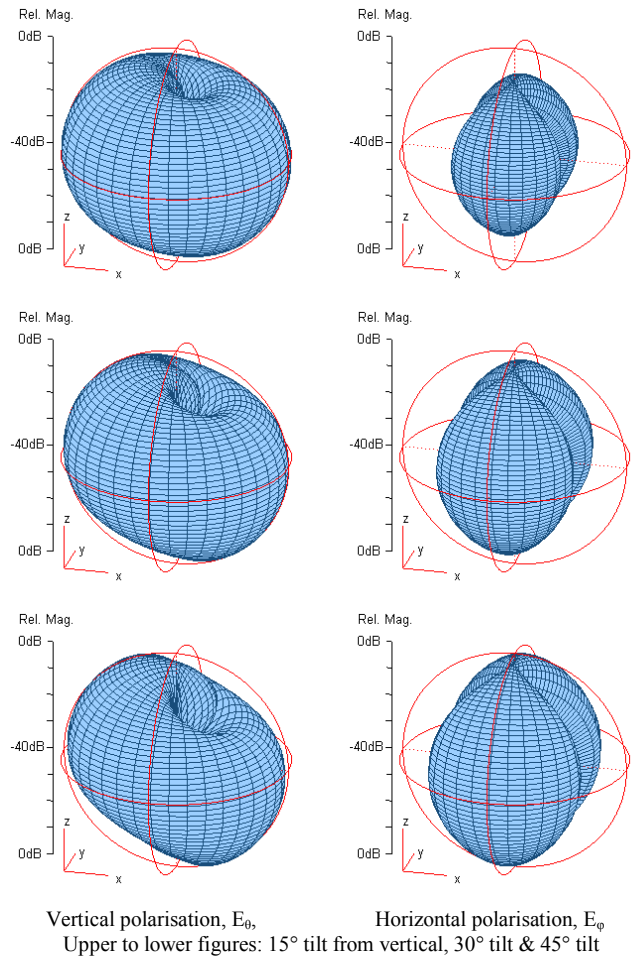 Rel. Mag. Rel. Mag.
0dB 0dB
-40dB -40dB
z z
0dB 0dB
y y
x x
Rel. Mag. Rel. Mag.
0dB 0dB
-40dB -40dB
z z
0dB 0dB
y y
x x
Rel. Mag. Rel. Mag.
0dB 0dB
-40dB -40dB
z z
0dB 0dB
y y
x x
Vertical polarisation, Eθ, Horizontal polarisation, Eφ
Upper to lower figures: 15° tilt from vertical, 30° tilt & 45° tilt